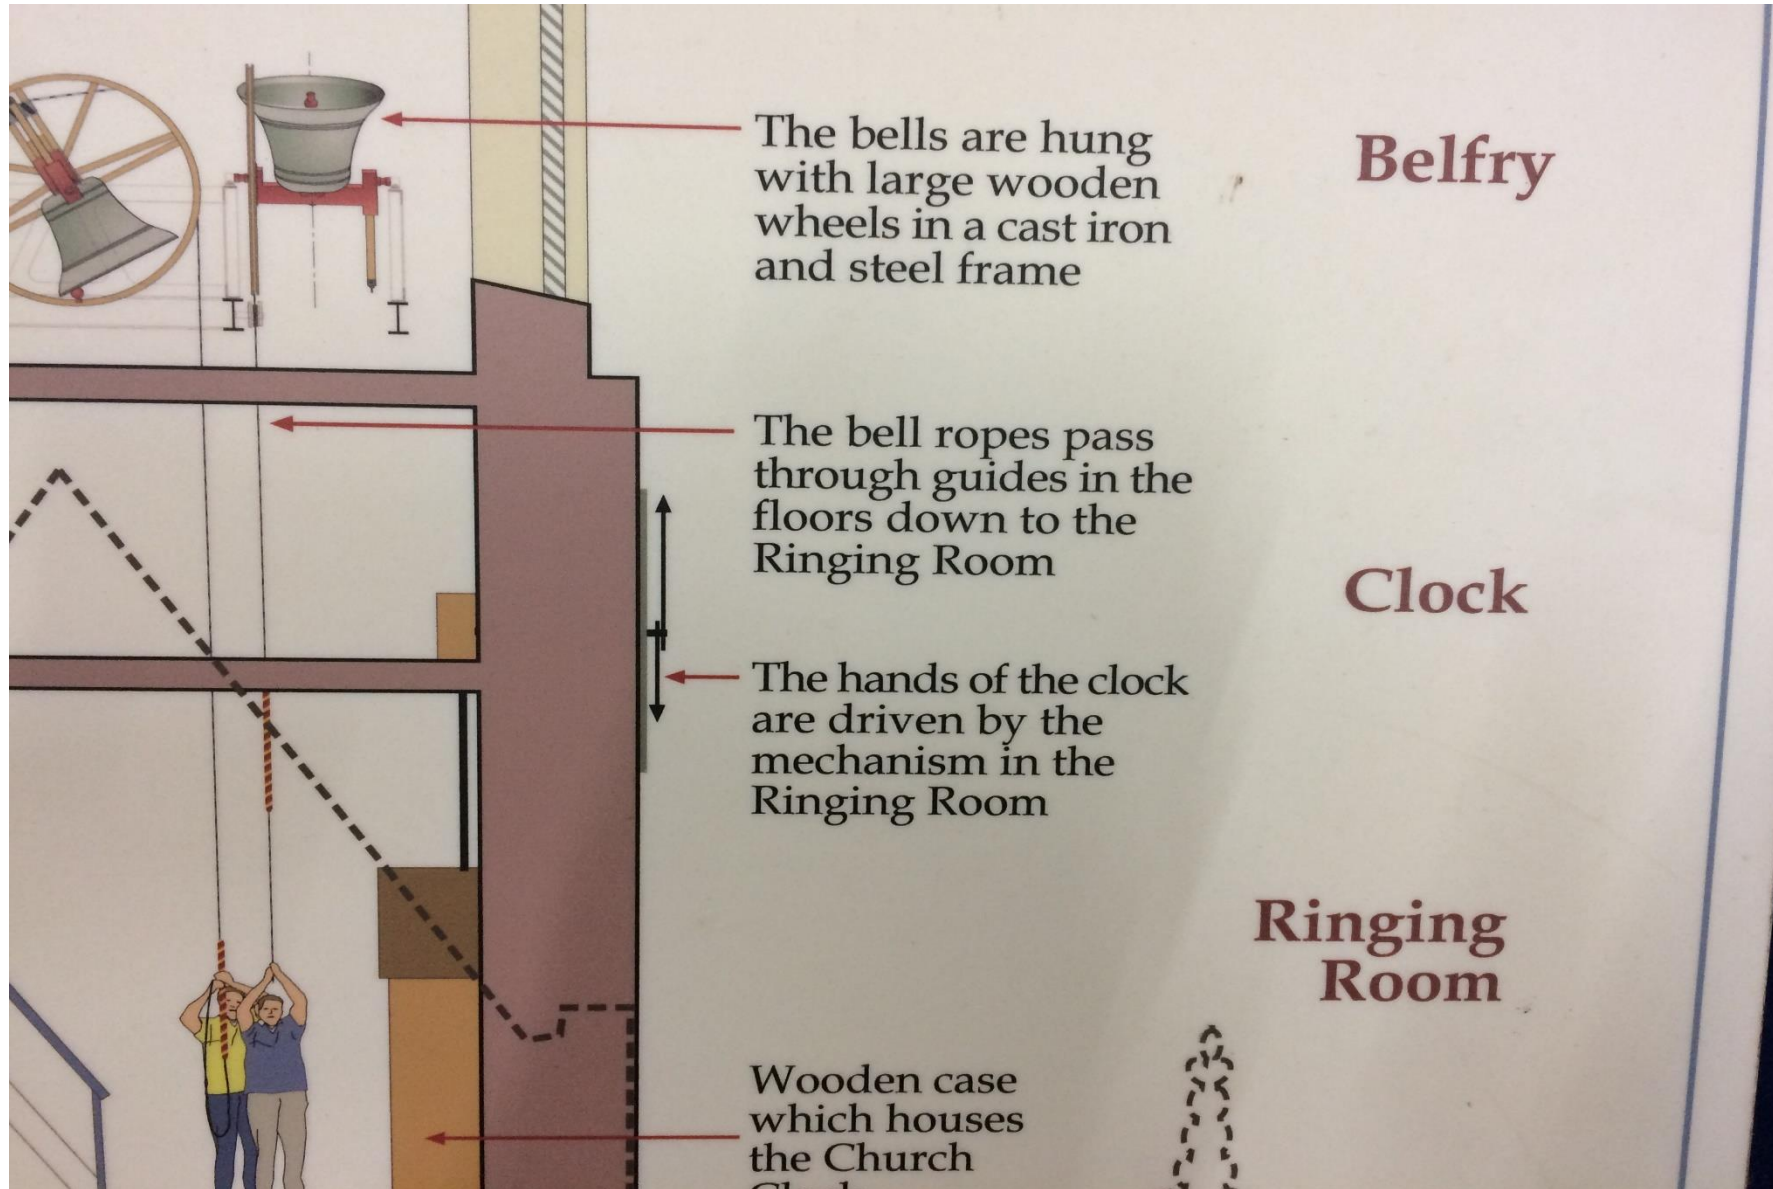 The bells are hung
with large wooden
wheels in a cast iron
and steel frame
Belfry
The bell ropes pass
through guides in the
floors down to the
Ringing Room
Clock
The hands of the clock
are driven by the
mechanism in the
Ringing Room
Ringing
Room
Wooden case
which houses
the Church